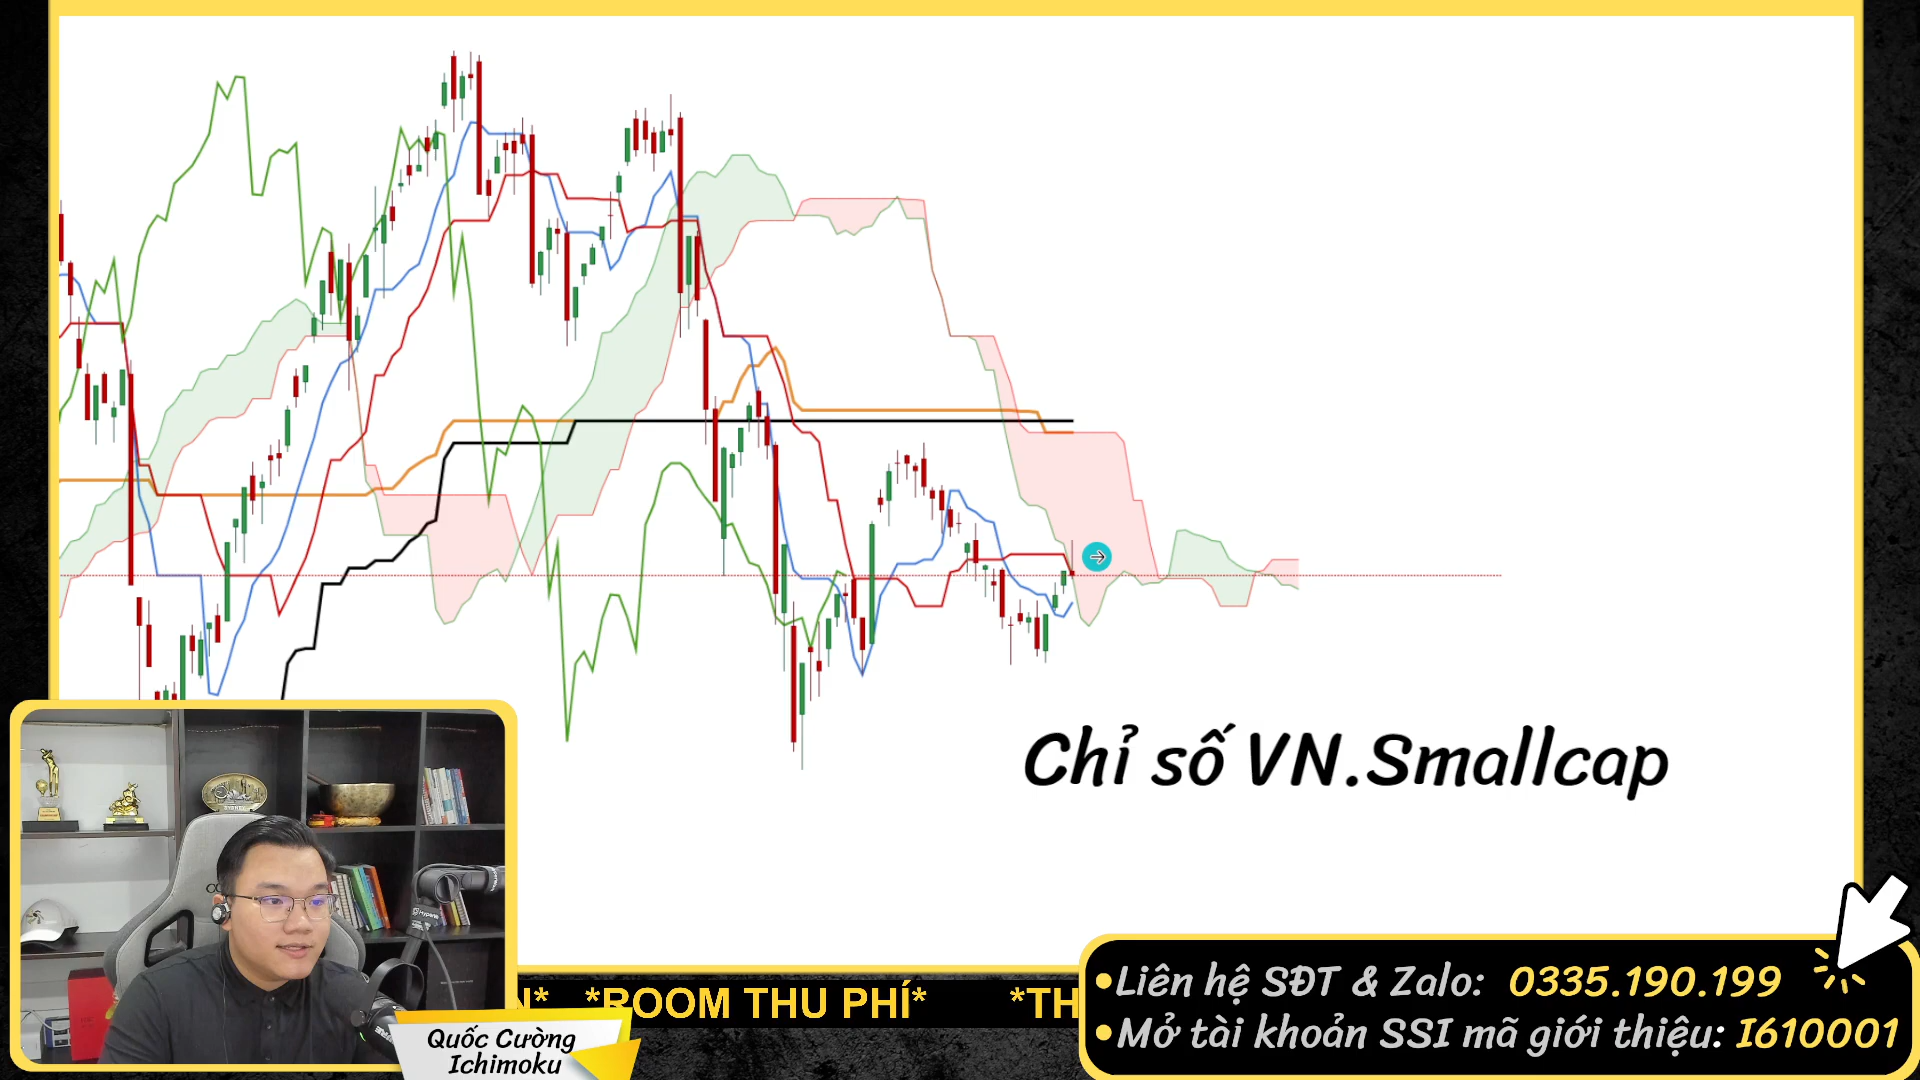 Chỉ số VN.Smallcap
N* *ROOM THU PHÍ* *TH
Quốc Cường
Ichimoku
•Liên hệ SĐT & Zalo: 0335.190.199
•Mở tài khoản SSI mã giới thiệu: I610001